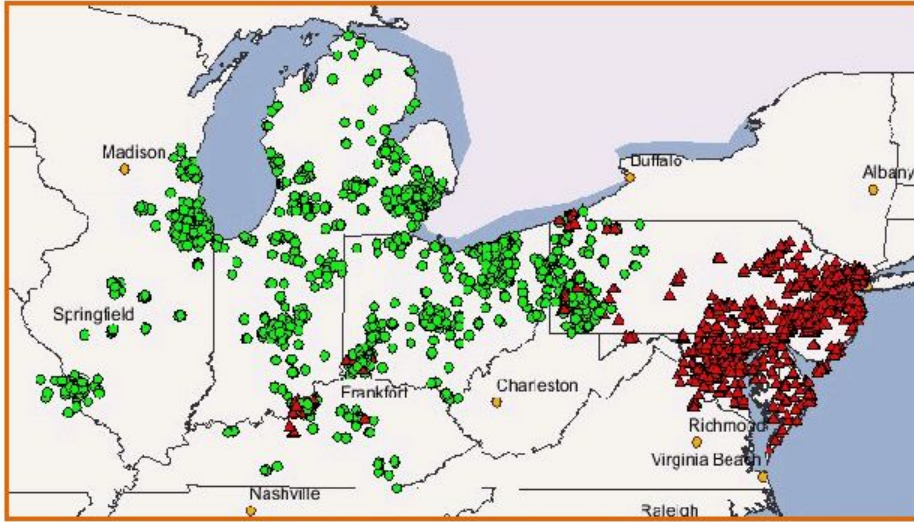 Madison
Buffalo
Albany
Springfield
Frankfort
Charleston
Richmond
Virginia Beach
Nashville
Raleigh